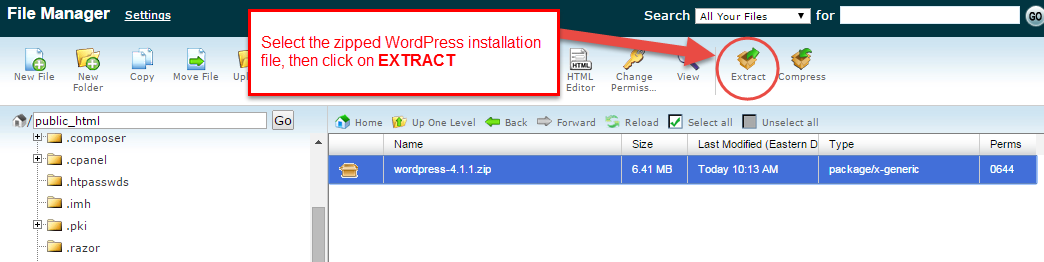 File Manager Settings
Search All Your Files for GO
Select the zipped WordPress installation
file, then click on EXTRACT
New File
New
Folder
Copy
Move File
HTML
HTML
Editor
Change
Permiss...
View
Extract
Compress
/ public_html Go
Home Up One Level Back Forward Reload Select all Unselect all
Name Size Last Modified (Eastern D Type Perms
wordpress-4.1.1.zip 6.41 MB Today 10:13 AM package/x-generic 0644
.composer
.cpanel
.htpasswds
.imh
.pki
.razor